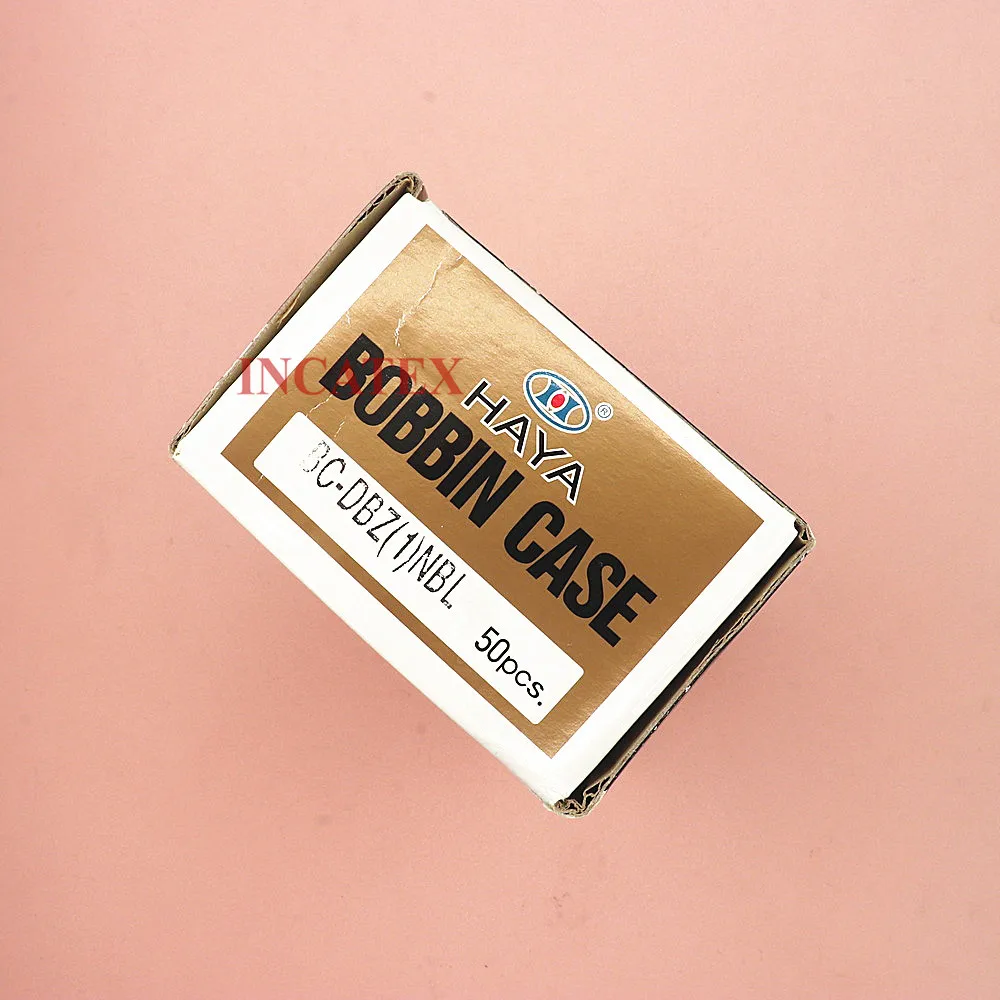 HAYA ®
BOBBIN CASE
BC-DBZ(1)NBL 50pcs.
INCATEX